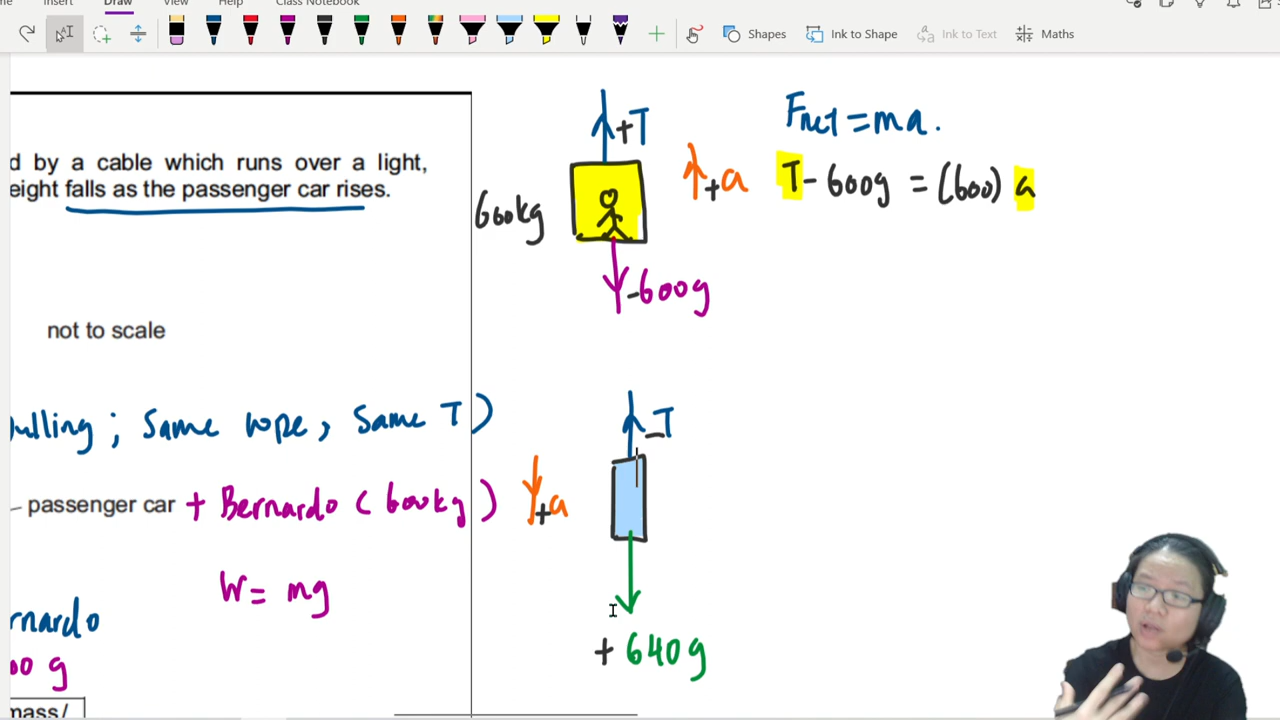 Insert
Draw
View
Help
Class Notebook
Shapes
Ink to Shape
Ink to Text
Maths
d by a cable which runs over a light,
eight falls as the passenger car rises.
+T
Fnet = ma.
+a
T - 600g = (600) a
600kg
-600g
not to scale
pulling ; same rope, same T)
-T
passenger car + Bernardo (600kg)
+a
W = mg
rnardo
+ 640g
00 g
mass/